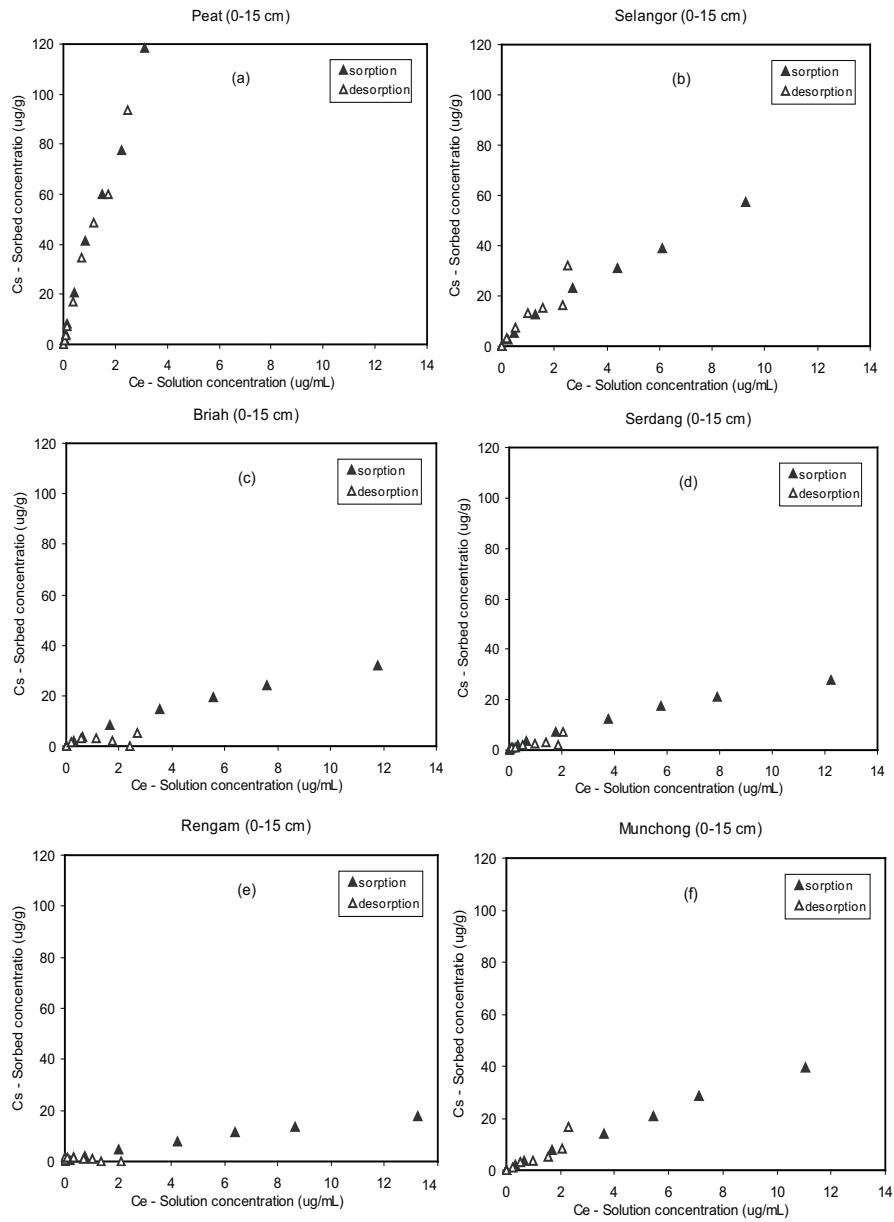 Peat (0-15 cm)
120
100
80
60
40
20
0
0 2 4 6 8 10 12 14
Cs - Sorbed concentratio (ug/g)
Ce - Solution concentration (ug/mL)
(a)
sorption
desorption
Selangor (0-15 cm)
120
100
80
60
40
20
0
0 2 4 6 8 10 12 14
Cs - Sorbed concentratio (ug/g)
Ce - Solution concentration (ug/mL)
(b)
sorption
desorption
Briah (0-15 cm)
120
100
80
60
40
20
0
0 2 4 6 8 10 12 14
Cs - Sorbed concentratio (ug/g)
Ce - Solution concentration (ug/mL)
(c)
sorption
desorption
Serdang (0-15 cm)
120
100
80
60
40
20
0
0 2 4 6 8 10 12 14
Cs - Sorbed concentratio (ug/g)
Ce - Solution concentration (ug/mL)
(d)
sorption
desorption
Rengam (0-15 cm)
120
100
80
60
40
20
0
0 2 4 6 8 10 12 14
Cs - Sorbed concentratio (ug/g)
Ce - Solution concentration (ug/mL)
(e)
sorption
desorption
Munchong (0-15 cm)
120
100
80
60
40
20
0
0 2 4 6 8 10 12 14
Cs - Sorbed concentratio (ug/g)
Ce - Solution concentration (ug/mL)
(f)
sorption
desorption